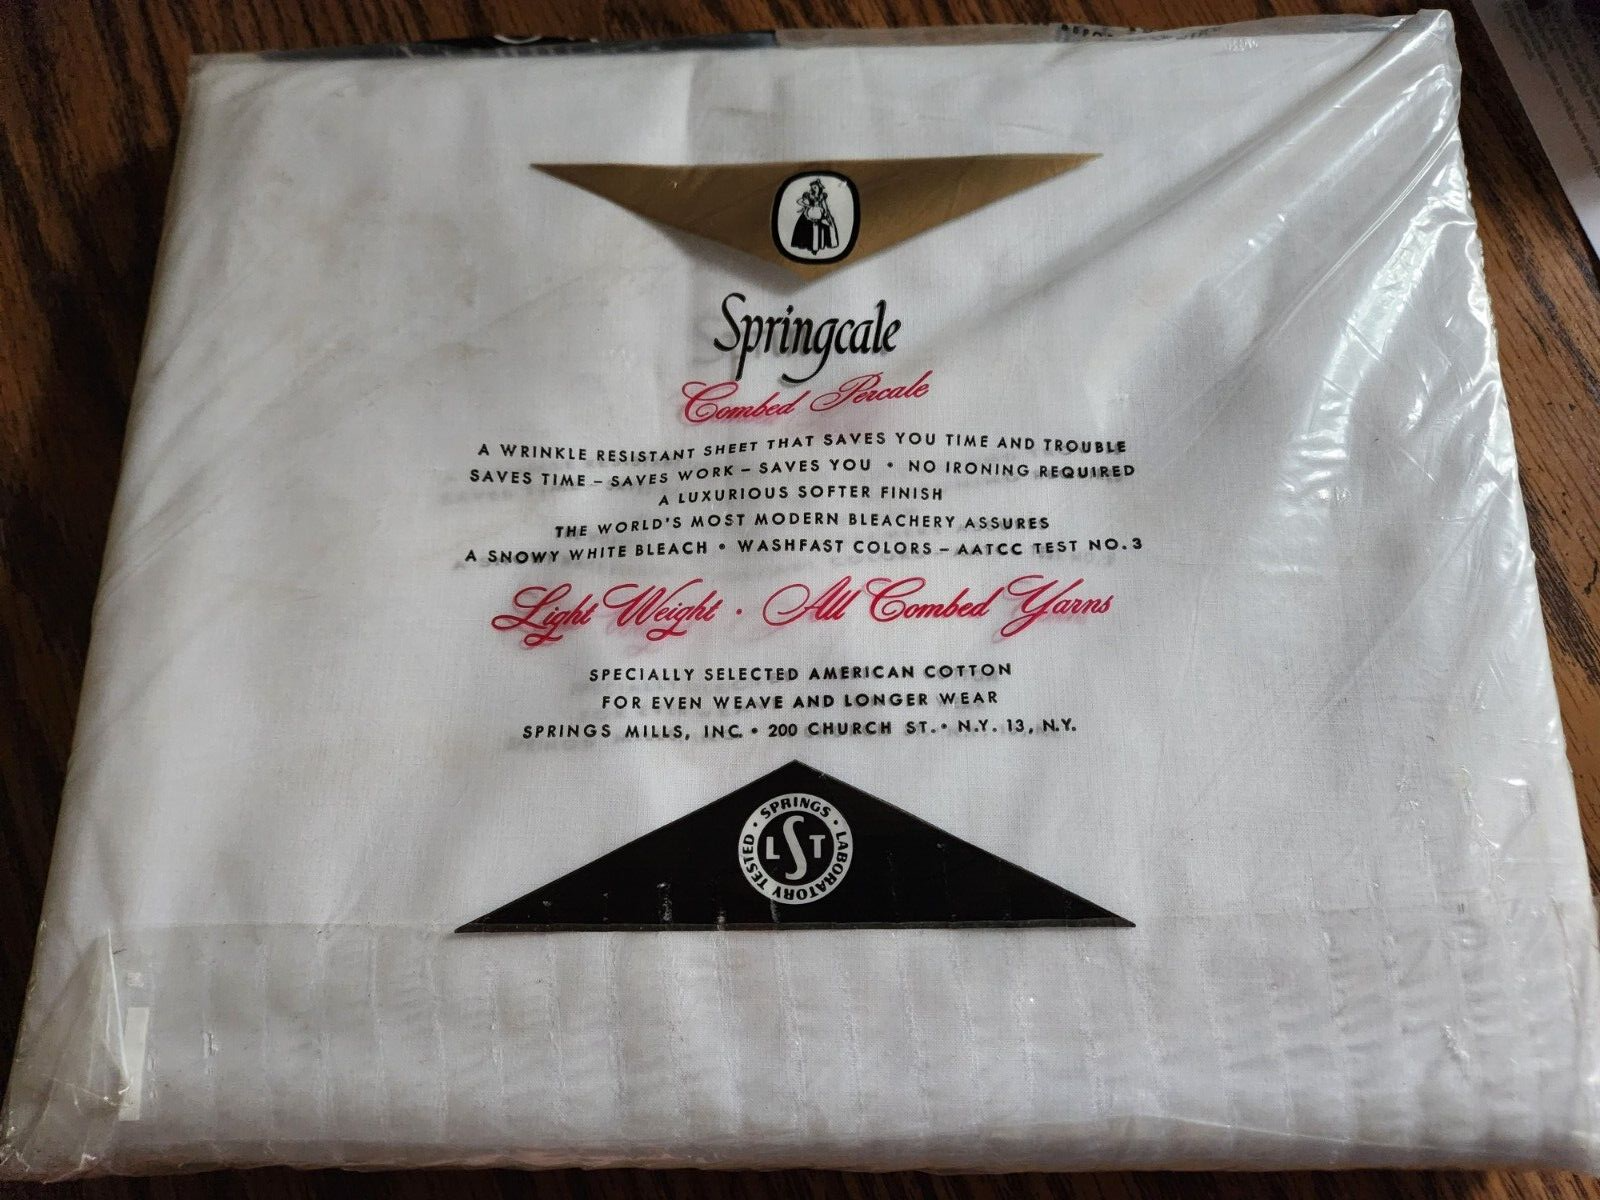 Springcale
Combed Percale
A WRINKLE RESISTANT SHEET THAT SAVES YOU TIME AND TROUBLE
SAVES TIME – SAVES WORK – SAVES YOU • NO IRONING REQUIRED
A LUXURIOUS SOFTER FINISH
THE WORLD'S MOST MODERN BLEACHERY ASSURES
A SNOWY WHITE BLEACH • WASHFAST COLORS – AATCC TEST NO. 3
Light Weight • All Combed Yarns
SPECIALLY SELECTED AMERICAN COTTON
FOR EVEN WEAVE AND LONGER WEAR
SPRINGS MILLS, INC. • 200 CHURCH ST. • N.Y. 13, N.Y.
SPRINGS • LABORATORY TESTED •
LST